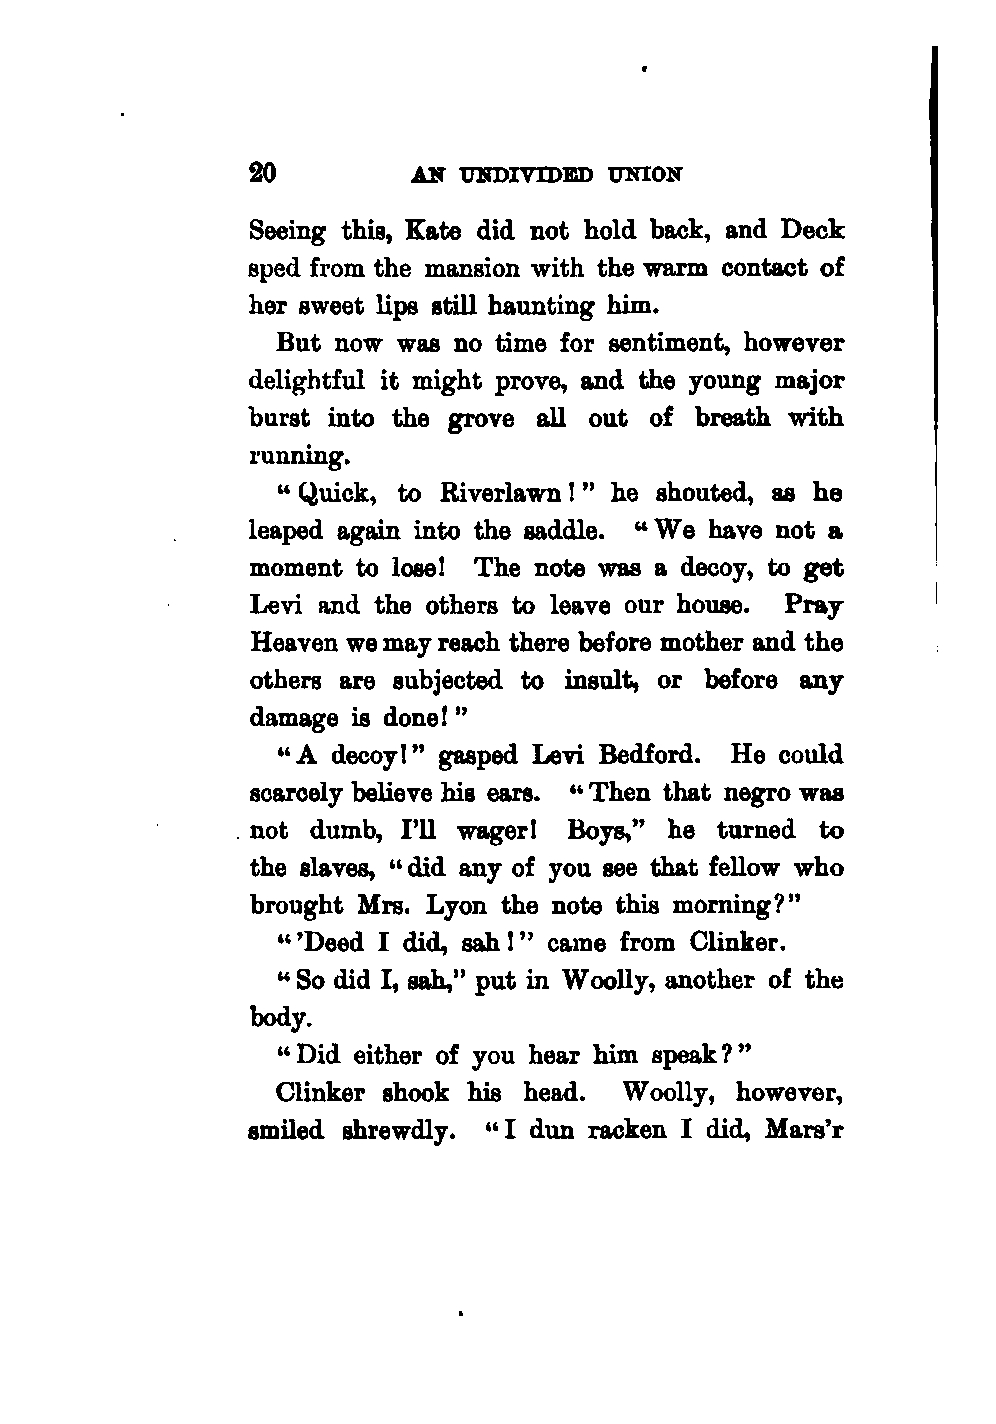 20 AN UNDIVIDED UNION
Seeing this, Kate did not hold back, and Deck
sped from the mansion with the warm contact of
her sweet lips still haunting him.
But now was no time for sentiment, however
delightful it might prove, and the young major
burst into the grove all out of breath with
running.
"Quick, to Riverlawn!" he shouted, as he
leaped again into the saddle. "We have not a
moment to lose! The note was a decoy, to get
Levi and the others to leave our house. Pray
Heaven we may reach there before mother and the
others are subjected to insult, or before any
damage is done!"
"A decoy!" gasped Levi Bedford. He could
scarcely believe his ears. "Then that negro was
not dumb, I'll wager! Boys," he turned to
the slaves, "did any of you see that fellow who
brought Mrs. Lyon the note this morning?"
"'Deed I did, sah!" came from Clinker.
"So did I, sah," put in Woolly, another of the
body.
"Did either of you hear him speak?"
Clinker shook his head. Woolly, however,
smiled shrewdly. "I dun racken I did, Mars'r